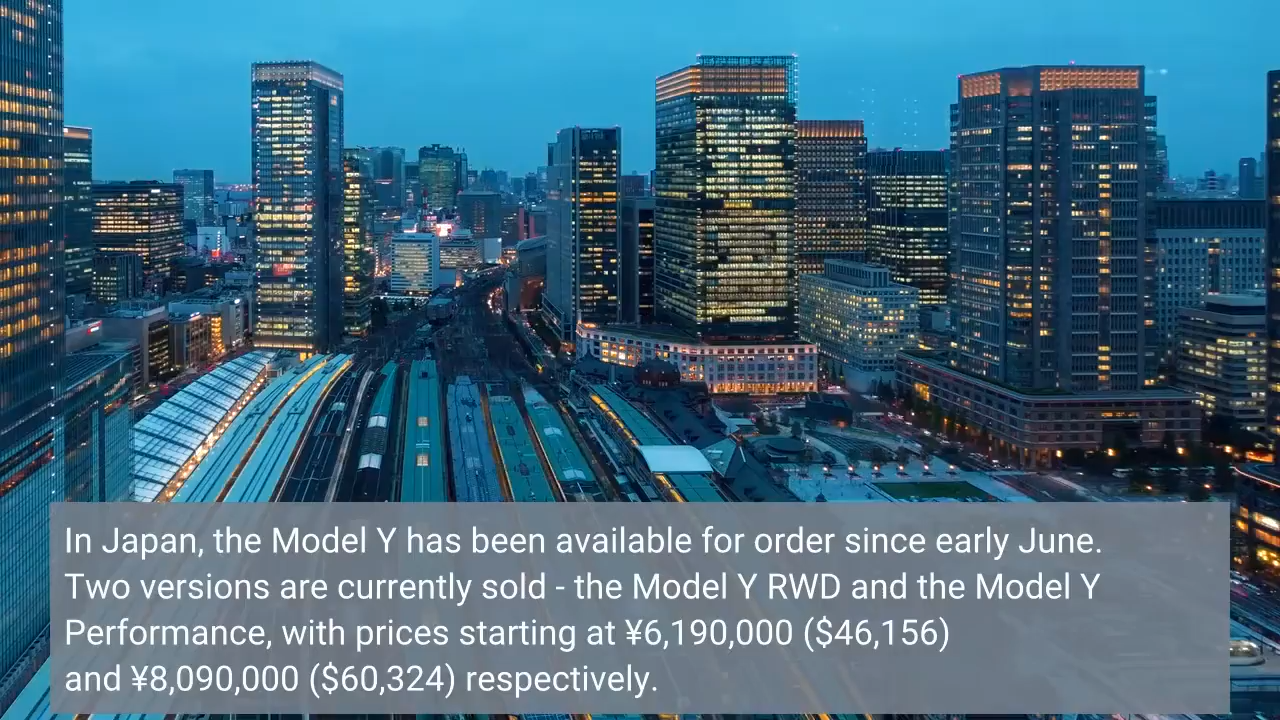 In Japan, the Model Y has been available for order since early June.
Two versions are currently sold - the Model Y RWD and the Model Y
Performance, with prices starting at ¥6,190,000 ($46,156)
and ¥8,090,000 ($60,324) respectively.